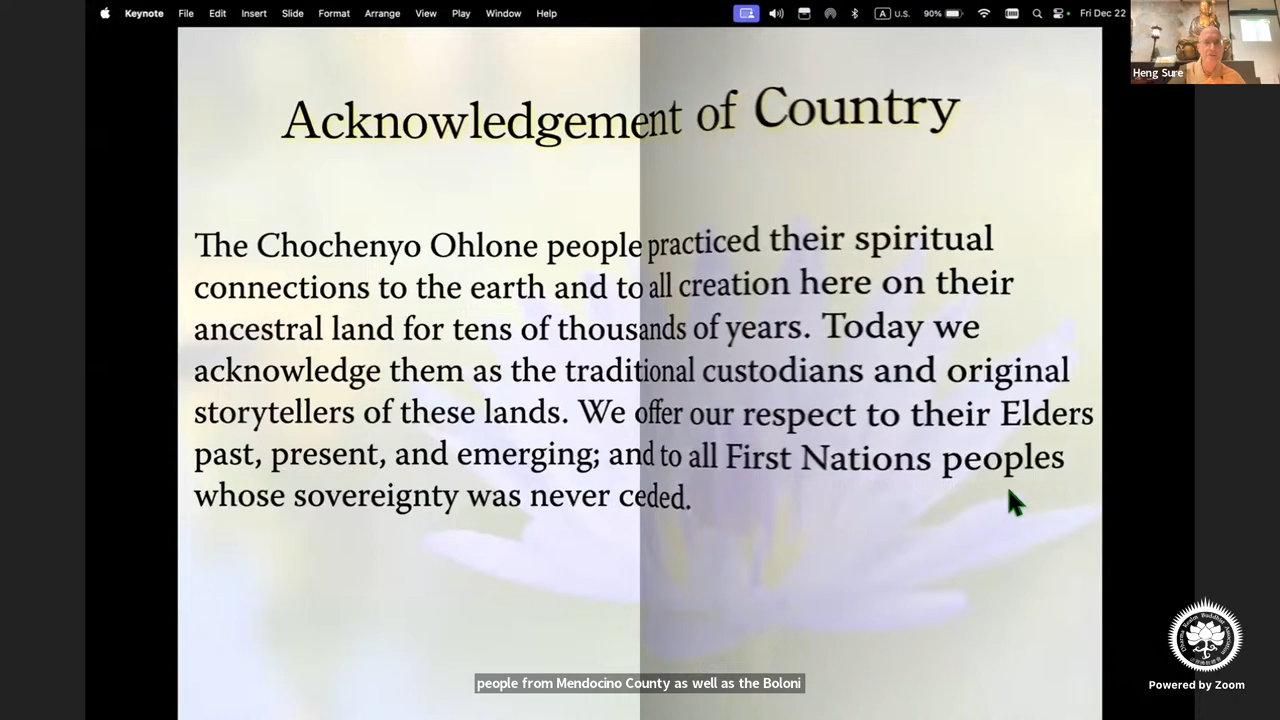 Keynote File Edit Insert Slide Format Arrange View Play Window Help A U.S. 90% Fri Dec 22
Heng Sure
Acknowledgement of Country
The Chochenyo Ohlone people practiced their spiritual
connections to the earth and to all creation here on their
ancestral land for tens of thousands of years. Today we
acknowledge them as the traditional custodians and original
storytellers of these lands. We offer our respect to their Elders
past, present, and emerging; and to all First Nations peoples
whose sovereignty was never ceded.
people from Mendocino County as well as the Boloni
Powered by Zoom